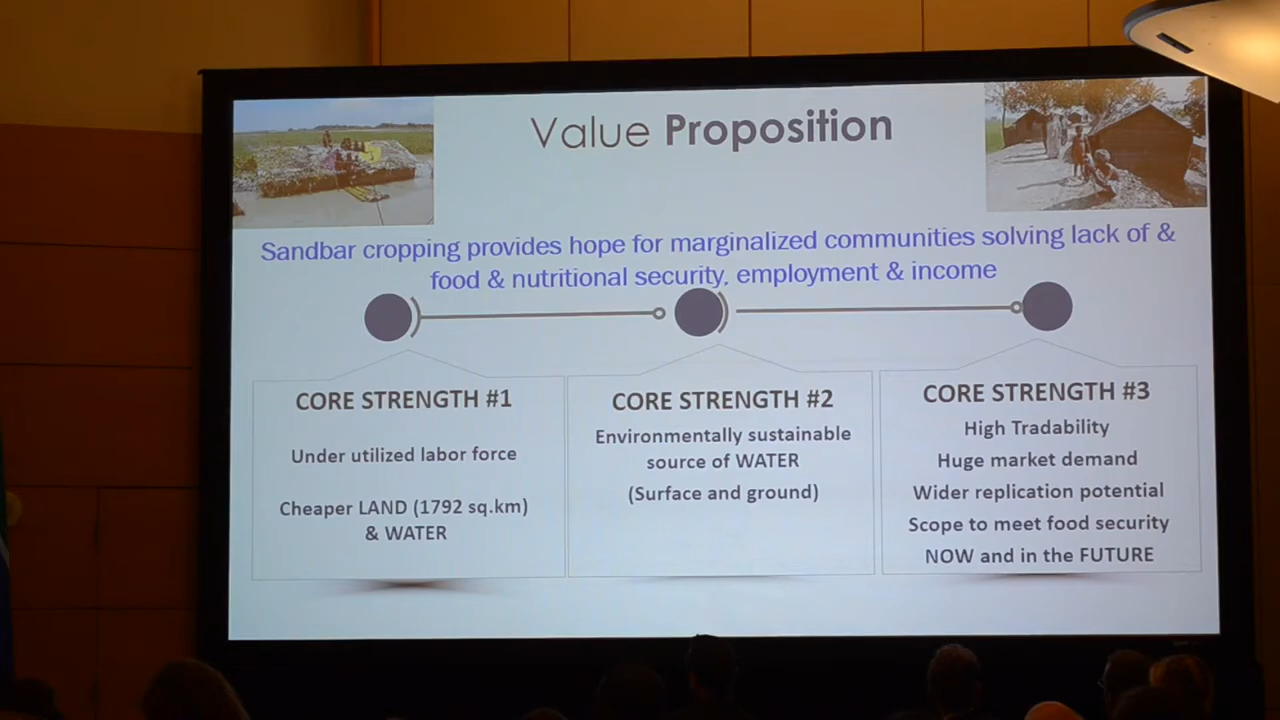 Value Proposition
Sandbar cropping provides hope for marginalized communities solving lack of &
food & nutritional security, employment & income
CORE STRENGTH #1
Under utilized labor force
Cheaper LAND (1792 sq.km)
& WATER
CORE STRENGTH #2
Environmentally sustainable
source of WATER
(Surface and ground)
CORE STRENGTH #3
High Tradability
Huge market demand
Wider replication potential
Scope to meet food security
NOW and in the FUTURE